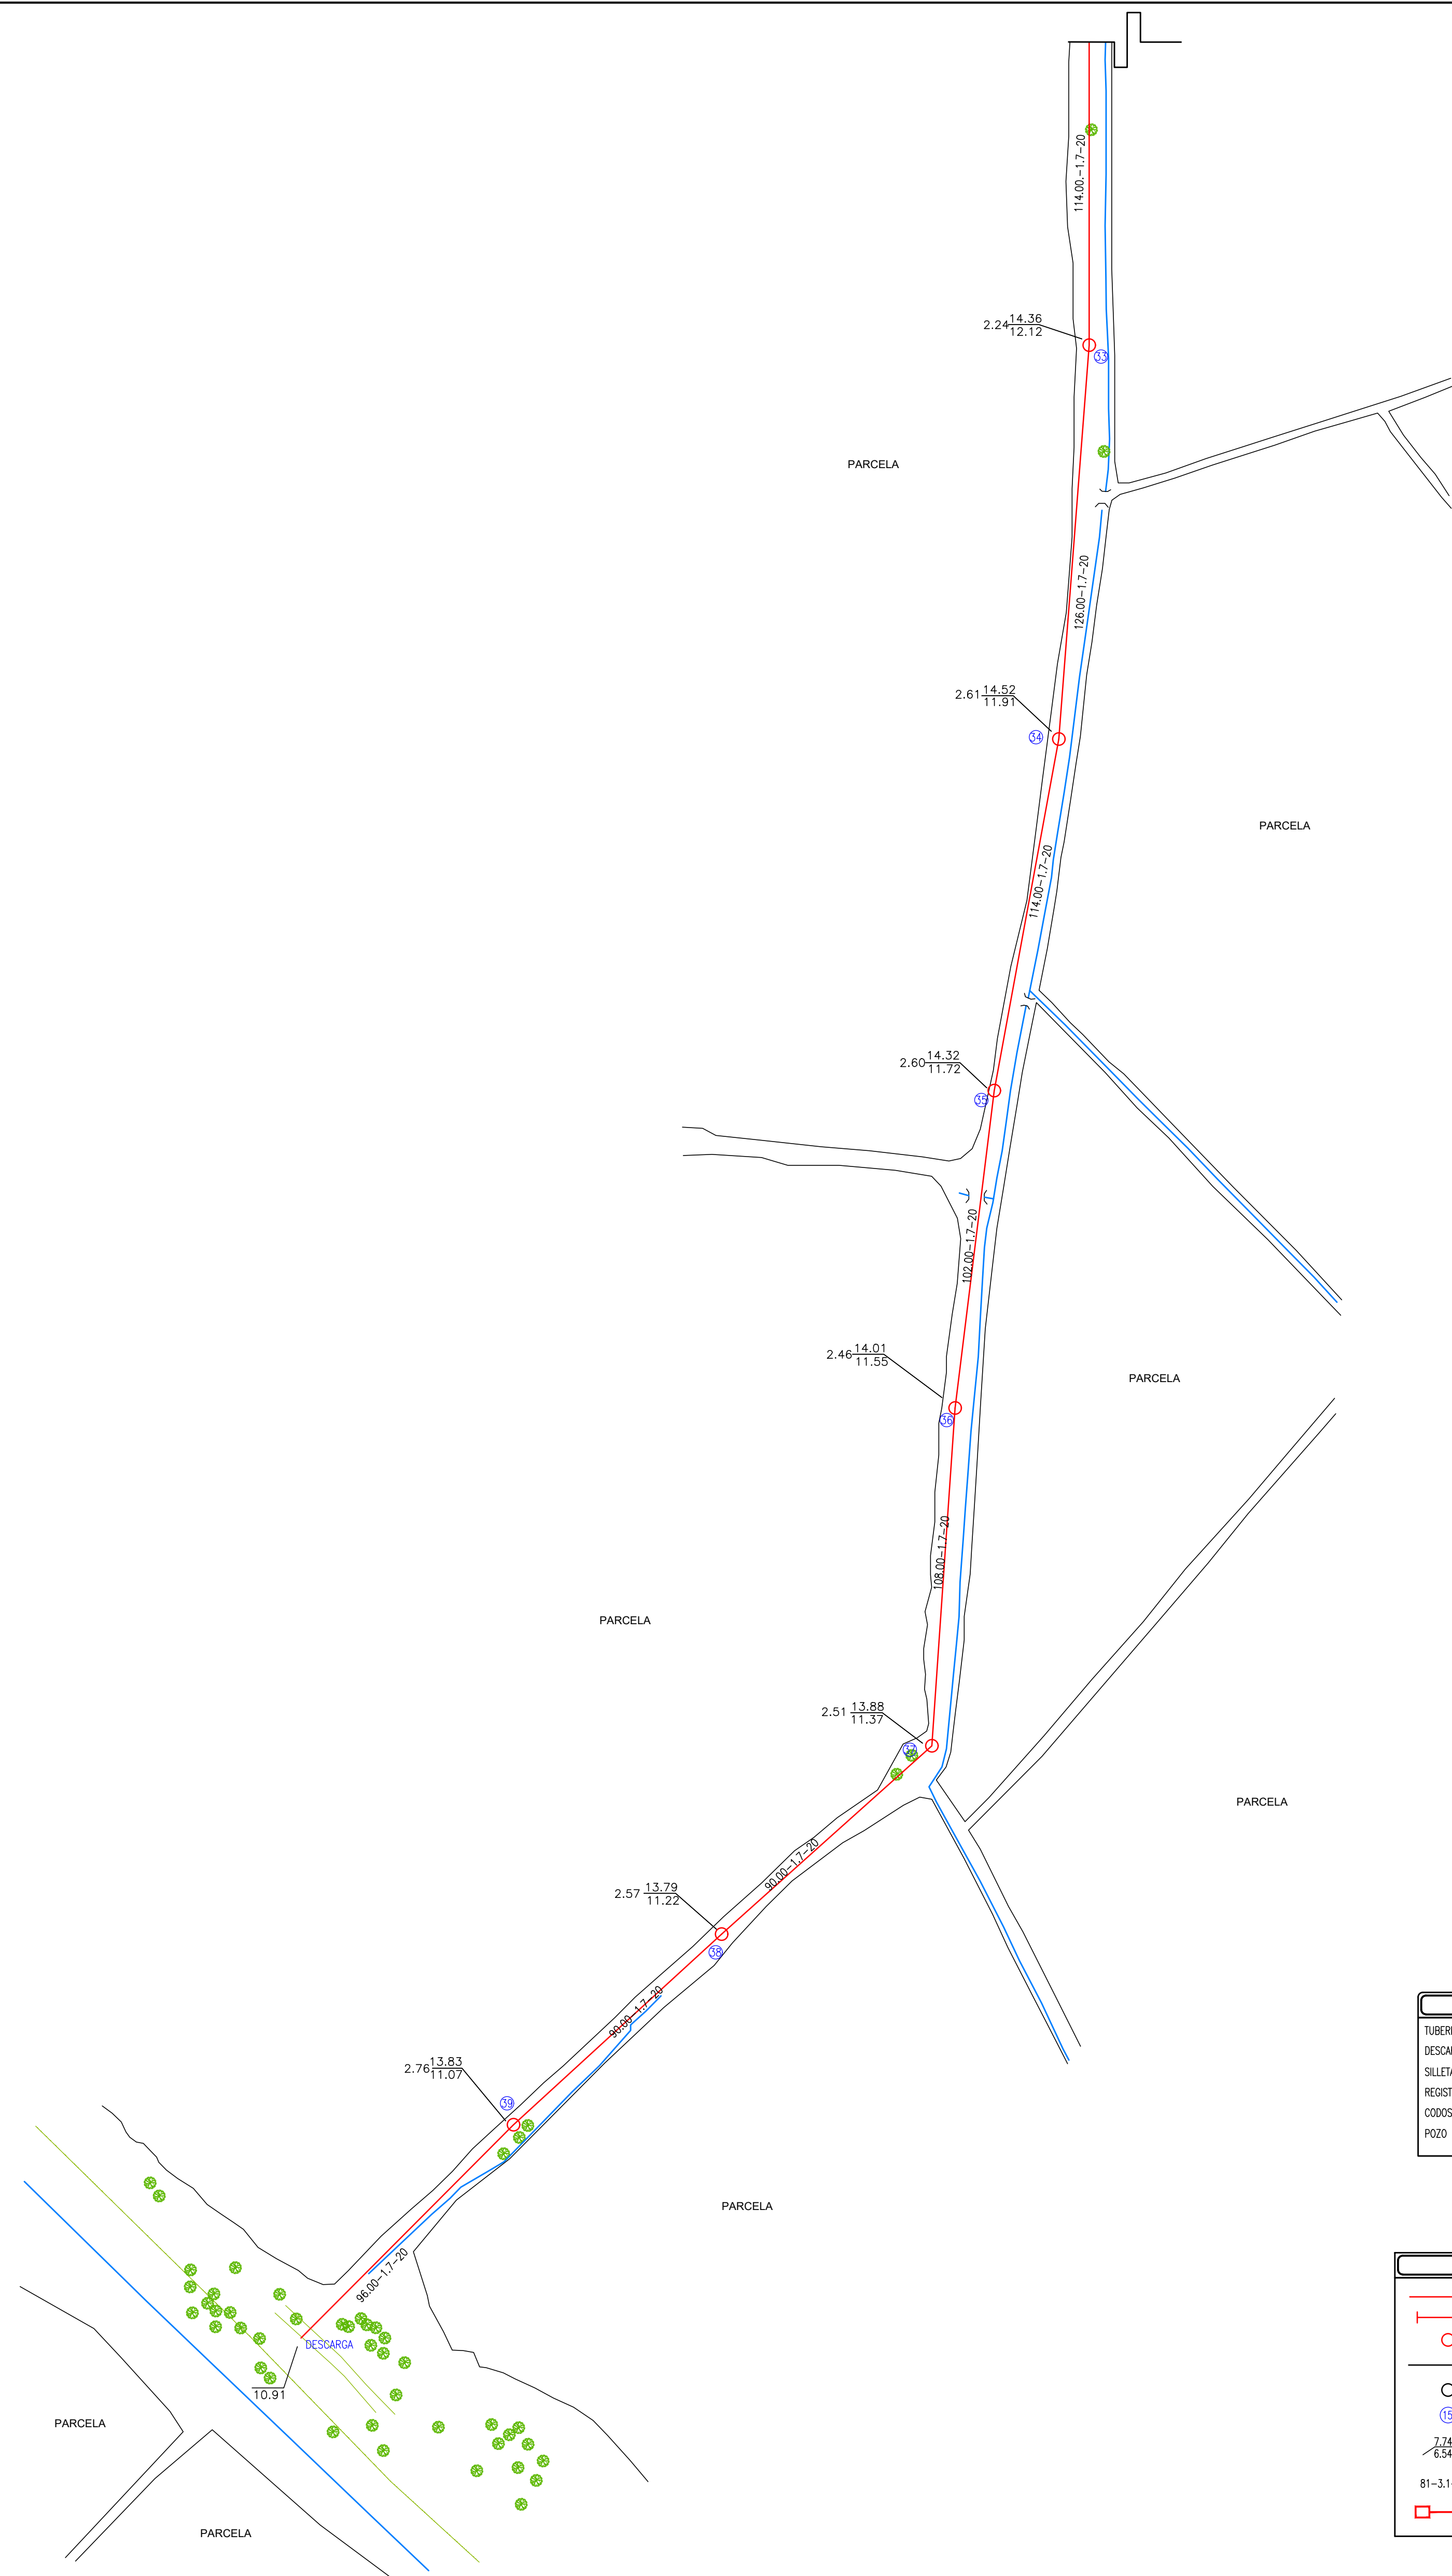 114.00.-1.7-20
14.36
2.24
12.12
33
PARCELA
126.00-1.7-20
14.52
2.61
11.91
34
PARCELA
114.00-1.7-20
14.32
2.60
11.72
35
102.00-1.7-20
14.01
2.46
11.55
PARCELA
36
108.00-1.7-20
PARCELA
13.88
2.51
11.37
37
PARCELA
90.00-1.7-20
13.79
2.57
11.22
38
90.00-1.7-20
TUBER
DESCA
SILLET
REGIST
CODOS
POZO
13.83
2.76
11.07
39
PARCELA
96.00-1.7-20
DESCARGA
10.91
15
PARCELA
7.74
6.54
81-3.1
PARCELA